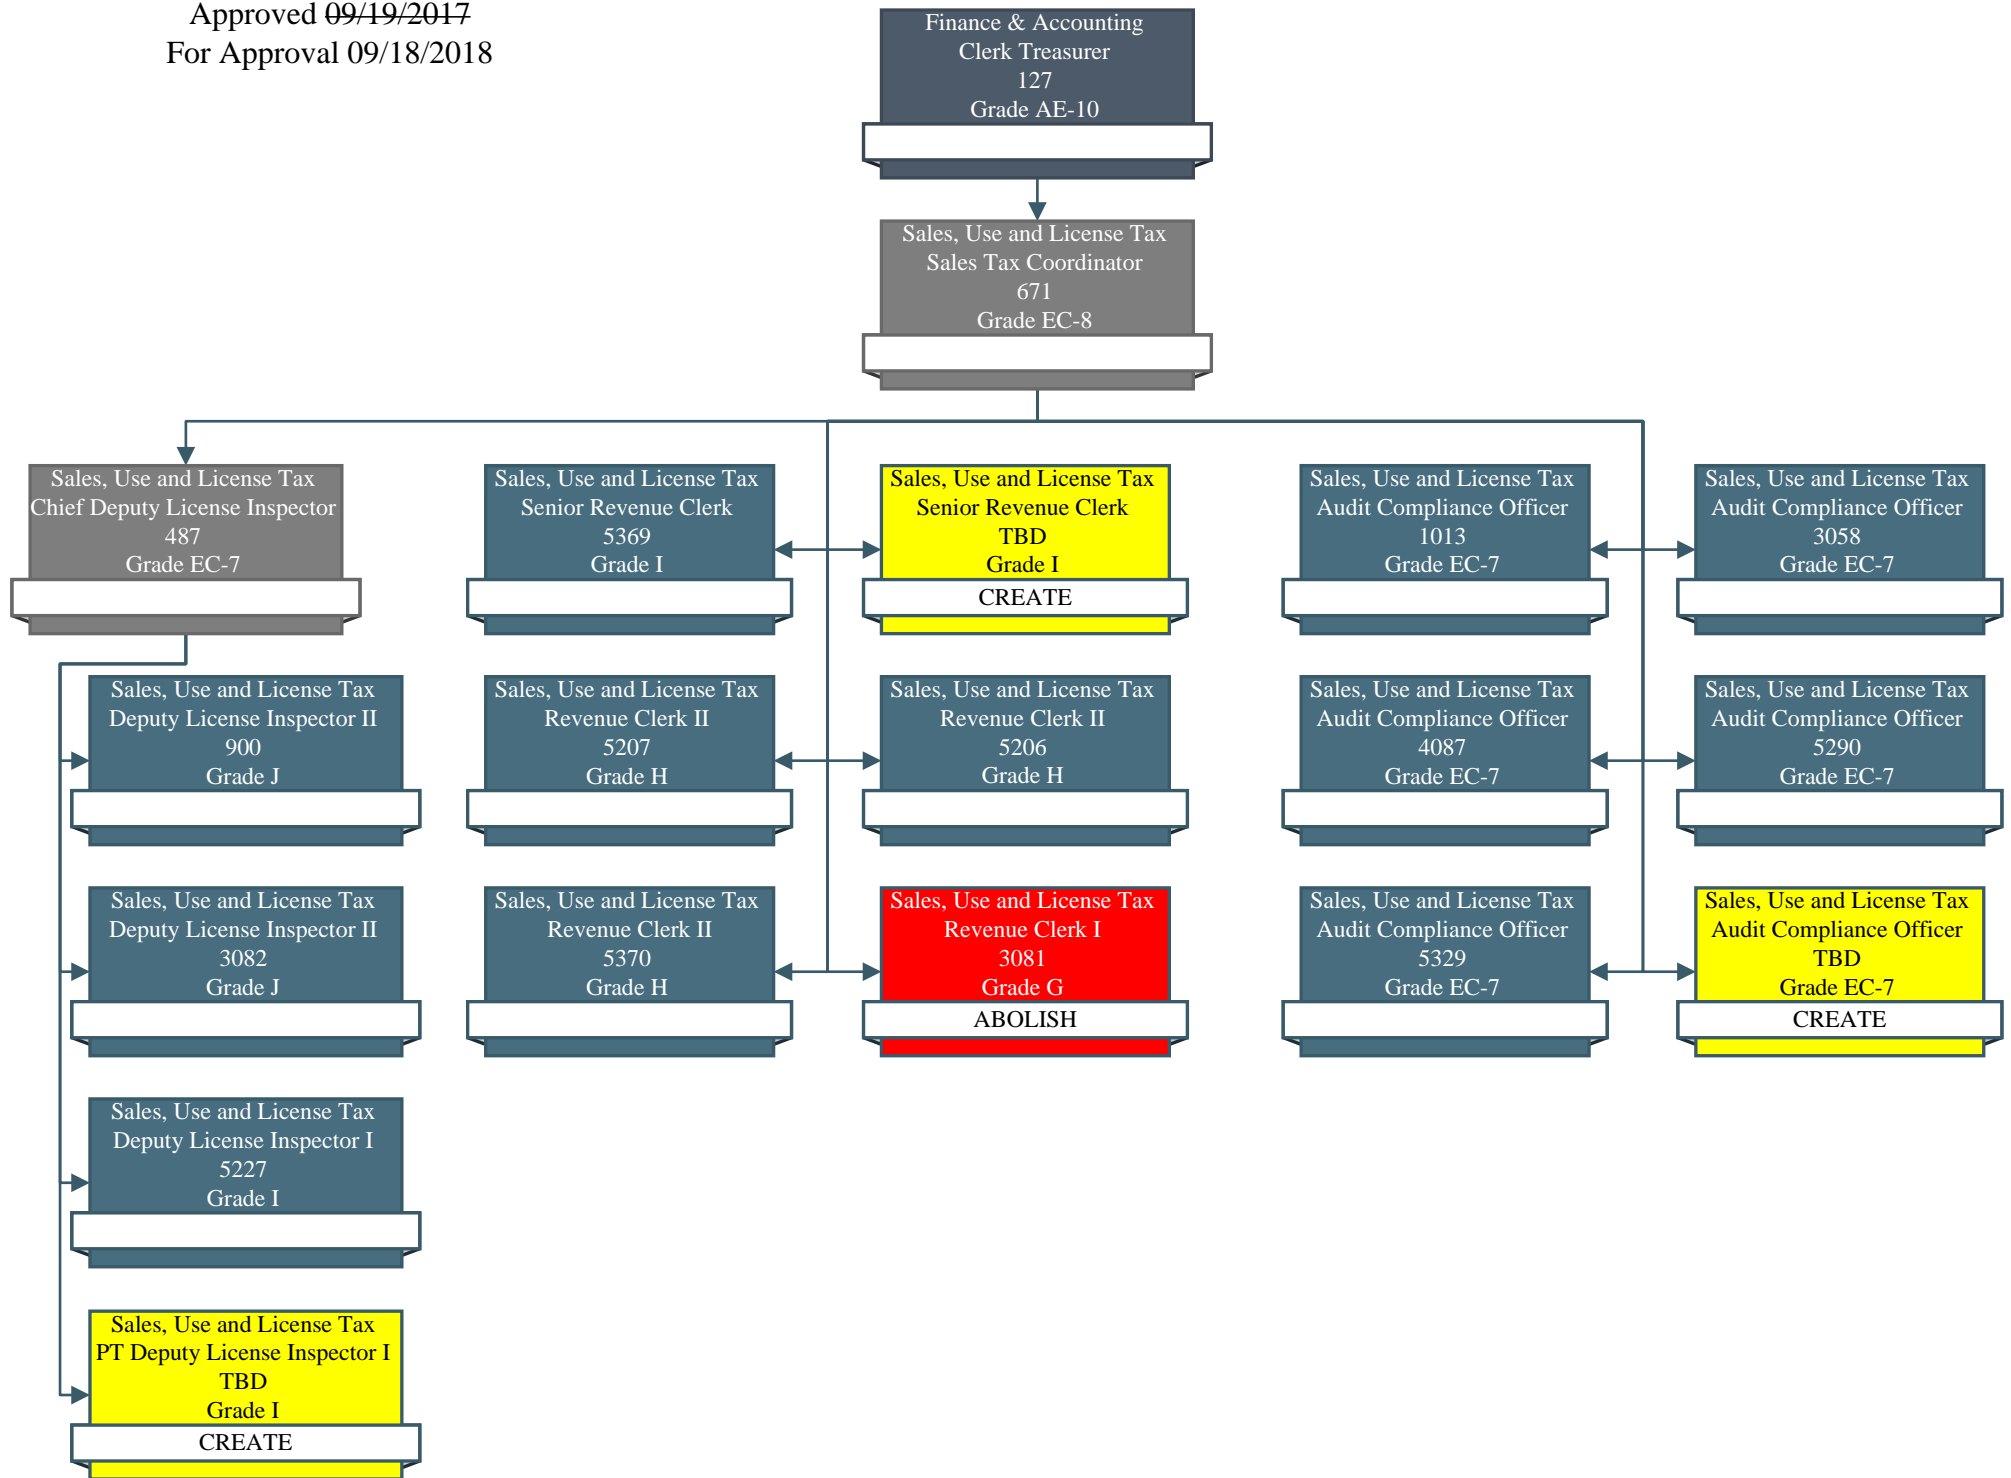 Approved 09/19/2017
For Approval 09/18/2018
Finance & Accounting
Clerk Treasurer
127
Grade AE-10
Sales, Use and License Tax
Sales Tax Coordinator
671
Grade EC-8
Sales, Use and License Tax
Chief Deputy License Inspector
487
Grade EC-7
Sales, Use and License Tax
Senior Revenue Clerk
5369
Grade I
Sales, Use and License Tax
Senior Revenue Clerk
TBD
Grade I
CREATE
Sales, Use and License Tax
Audit Compliance Officer
1013
Grade EC-7
Sales, Use and License Tax
Audit Compliance Officer
3058
Grade EC-7
Sales, Use and License Tax
Deputy License Inspector II
900
Grade J
Sales, Use and License Tax
Revenue Clerk II
5207
Grade H
Sales, Use and License Tax
Revenue Clerk II
5206
Grade H
Sales, Use and License Tax
Audit Compliance Officer
4087
Grade EC-7
Sales, Use and License Tax
Audit Compliance Officer
5290
Grade EC-7
Sales, Use and License Tax
Deputy License Inspector II
3082
Grade J
Sales, Use and License Tax
Revenue Clerk II
5370
Grade H
Sales, Use and License Tax
Revenue Clerk I
3081
Grade G
ABOLISH
Sales, Use and License Tax
Audit Compliance Officer
5329
Grade EC-7
Sales, Use and License Tax
Audit Compliance Officer
TBD
Grade EC-7
CREATE
Sales, Use and License Tax
Deputy License Inspector I
5227
Grade I
Sales, Use and License Tax
PT Deputy License Inspector I
TBD
Grade I
CREATE